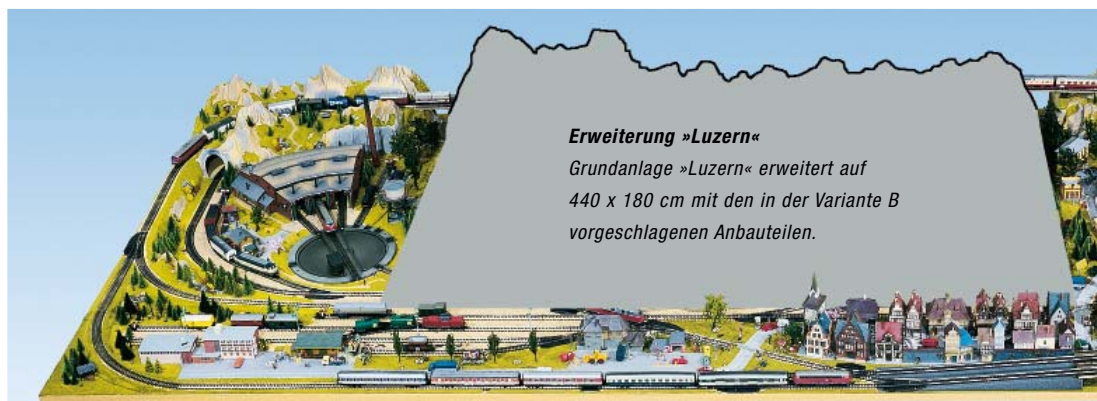 Erweiterung »Luzern«
Grundanlage »Luzern« erweitert auf
440 x 180 cm mit den in der Variante B
vorgeschlagenen Anbauteilen.